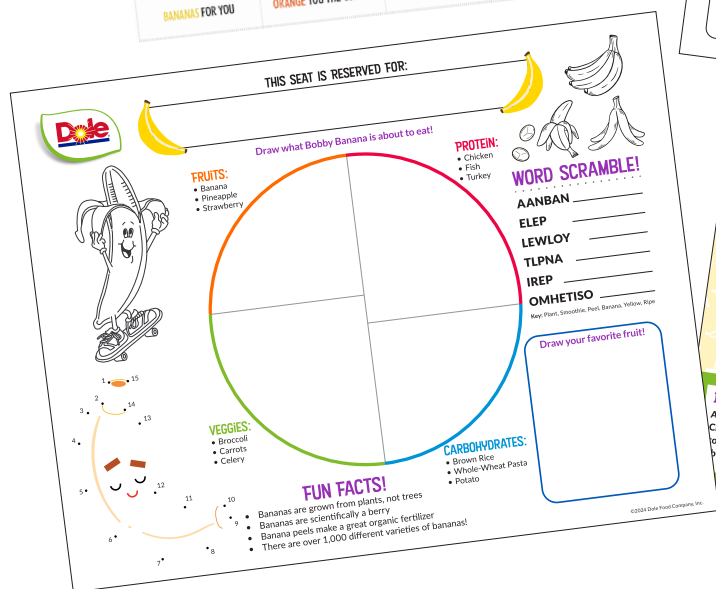 BANANAS FOR YOU
ORANGE YOU
THIS SEAT IS RESERVED FOR:
Dole
Draw what Bobby Banana is about to eat!
FRUITS:
• Banana
• Pineapple
• Strawberry
PROTEIN:
• Chicken
• Fish
• Turkey
WORD SCRAMBLE!
AANBAN
ELEP
LEWLOY
TLPNA
IREP
OMHETISO
Key: Plant, Smoothie, Peel, Banana, Yellow, Ripe
Draw your favorite fruit!
1 15
2 14
3 13
4
5 12
11 10
9
6 8
7
VEGGIES:
• Broccoli
• Carrots
• Celery
CARBOHYDRATES:
• Brown Rice
• Whole-Wheat Pasta
• Potato
FUN FACTS!
• Bananas are grown from plants, not trees
• Bananas are scientifically a berry
• Banana peels make a great organic fertilizer
• There are over 1,000 different varieties of bananas!
©2024 Dole Food Company, Inc.